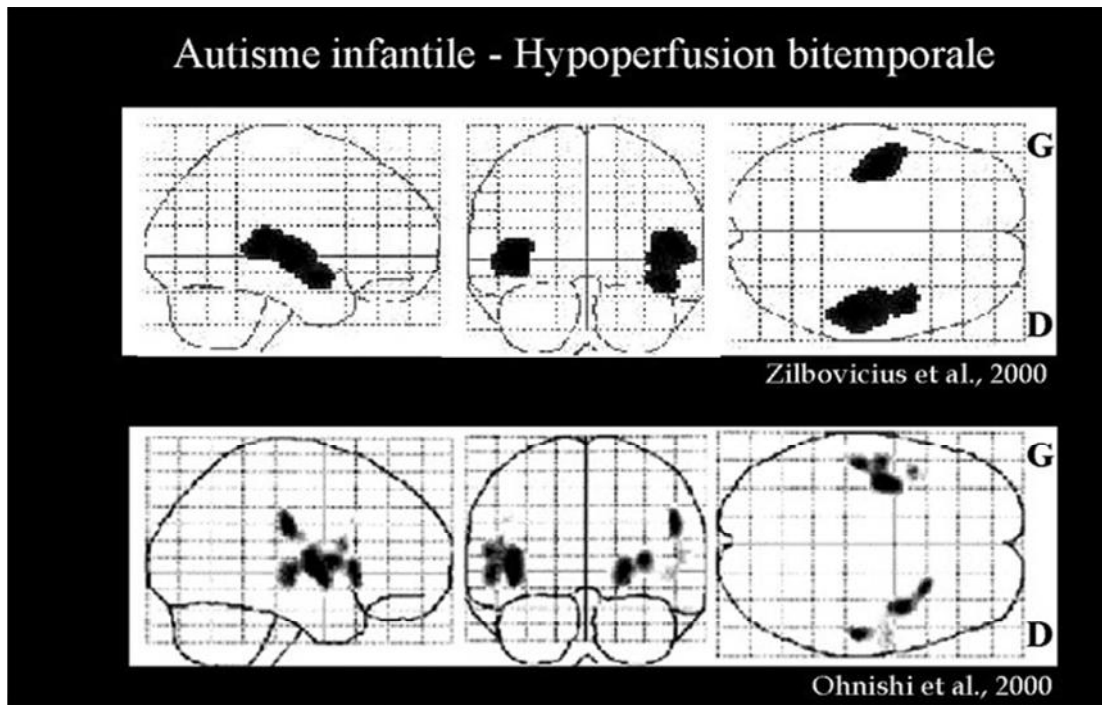 Autisme infantile - Hypoperfusion bitemporale
G
D
Zilbovicius et al., 2000
G
D
Ohnishi et al., 2000